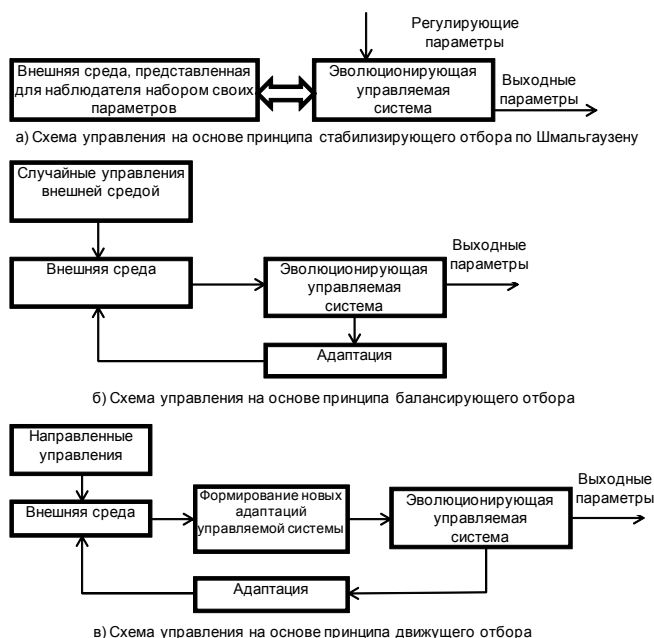 Регулирующие
параметры
Внешняя среда, представленная
для наблюдателя набором своих
параметров
Эволюционирующая
управляемая
система
Выходные
параметры
а) Схема управления на основе принципа стабилизирующего отбора по Шмальгаузену
Случайные управления
внешней средой
Внешняя среда
Эволюционирующая
управляемая
система
Выходные
параметры
Адаптация
б) Схема управления на основе принципа балансирующего отбора
Направленные
управления
Внешняя среда
Формирование новых
адаптаций
управляемой системы
Эволюционирующая
управляемая
система
Выходные
параметры
Адаптация
в) Схема управления на основе принципа движущего отбора